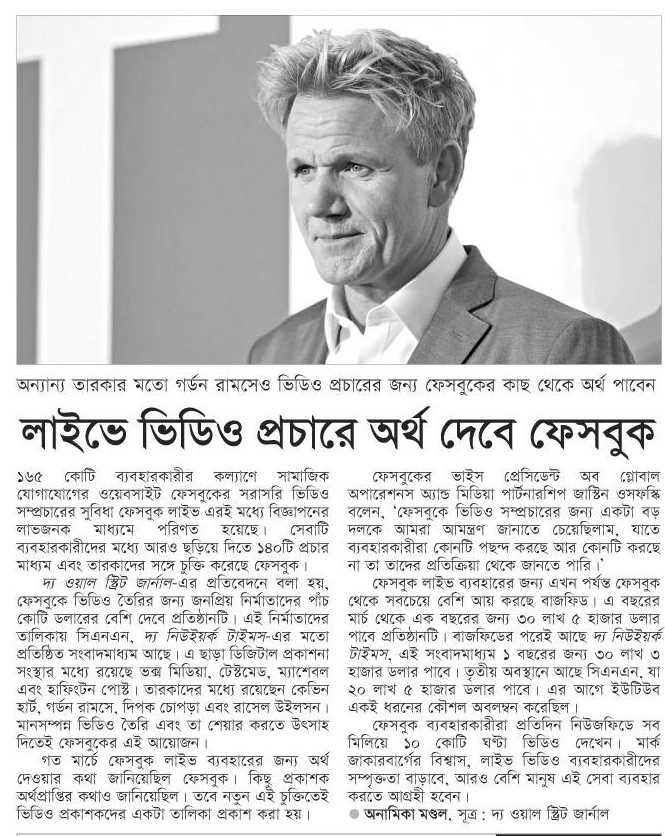 অন্যান্য তারকার মতো গর্ডন রামসেও ভিডিও প্রচারের জন্য ফেসবুকের কাছ থেকে অর্থ পাবেন
লাইভে ভিডিও প্রচারে অর্থ দেবে ফেসবুক
১৬৫ কোটি ব্যবহারকারীর কল্যাণে সামাজিক
যোগাযোগের ওয়েবসাইট ফেসবুকের সরাসরি ভিডিও
সম্প্রচারের সুবিধা ফেসবুক লাইভ এরই মধ্যে বিজ্ঞাপনের
লাভজনক মাধ্যমে পরিণত হয়েছে। সেবাটি
ব্যবহারকারীদের মধ্যে আরও ছড়িয়ে দিতে ১৪০টি প্রচার
মাধ্যম এবং তারকাদের সঙ্গে চুক্তি করেছে ফেসবুক।
দ্য ওয়াল স্ট্রিট জার্নাল-এর প্রতিবেদনে বলা হয়,
ফেসবুকে ভিডিও তৈরির জন্য জনপ্রিয় নির্মাতাদের পাঁচ
কোটি ডলারের বেশি দেবে প্রতিষ্ঠানটি। এই নির্মাতাদের
তালিকায় সিএনএন, দ্য নিউইয়র্ক টাইমস-এর মতো
প্রতিষ্ঠিত সংবাদমাধ্যম আছে। এ ছাড়া ডিজিটাল প্রকাশনা
সংস্থার মধ্যে রয়েছে ভক্স মিডিয়া, টেস্টমেড, ম্যাশেবল
এবং হাফিংটন পোস্ট। তারকাদের মধ্যে রয়েছেন কেভিন
হার্ট, গর্ডন রামসে, দিপক চোপড়া এবং রাসেল উইলসন।
মানসম্পন্ন ভিডিও তৈরি এবং তা শেয়ার করতে উৎসাহ
দিতেই ফেসবুকের এই আয়োজন।
গত মার্চে ফেসবুক লাইভ ব্যবহারের জন্য অর্থ
দেওয়ার কথা জানিয়েছিল ফেসবুক। কিছু প্রকাশক
অর্থপ্রাপ্তির কথাও জানিয়েছিল। তবে নতুন এই চুক্তিতেই
ভিডিও প্রকাশকদের একটা তালিকা প্রকাশ করা হয়।
ফেসবুকের ভাইস প্রেসিডেন্ট অব গ্লোবাল
অপারেশনস অ্যান্ড মিডিয়া পার্টনারশিপ জাস্টিন ওসফস্কি
বলেন, ‘ফেসবুকে ভিডিও সম্প্রচারের জন্য একটা বড়
দলকে আমরা আমন্ত্রণ জানাতে চেয়েছিলাম, যাতে
ব্যবহারকারীরা কোনটি পছন্দ করছে আর কোনটি করছে
না তা তাদের প্রতিক্রিয়া থেকে জানতে পারি।’
ফেসবুক লাইভ ব্যবহারের জন্য এখন পর্যন্ত ফেসবুক
থেকে সবচেয়ে বেশি আয় করছে বাজফিড। এ বছরের
মার্চ থেকে এক বছরের জন্য ৩০ লাখ ৫ হাজার ডলার
পাবে প্রতিষ্ঠানটি। বাজফিডের পরেই আছে দ্য নিউইয়র্ক
টাইমস, এই সংবাদমাধ্যম ১ বছরের জন্য ৩০ লাখ ৩
হাজার ডলার পাবে। তৃতীয় অবস্থানে আছে সিএনএন, যা
২০ লাখ ৫ হাজার ডলার পাবে। এর আগে ইউটিউব
একই ধরনের কৌশল অবলম্বন করেছিল।
ফেসবুক ব্যবহারকারীরা প্রতিদিন নিউজফিডে সব
মিলিয়ে ১০ কোটি ঘণ্টা ভিডিও দেখেন। মার্ক
জাকারবার্গের বিশ্বাস, লাইভ ভিডিও ব্যবহারকারীদের
সম্পৃক্ততা বাড়াবে, আরও বেশি মানুষ এই সেবা ব্যবহার
করতে আগ্রহী হবেন।
● অনামিকা মণ্ডল, সূত্র : দ্য ওয়াল স্ট্রিট জার্নাল